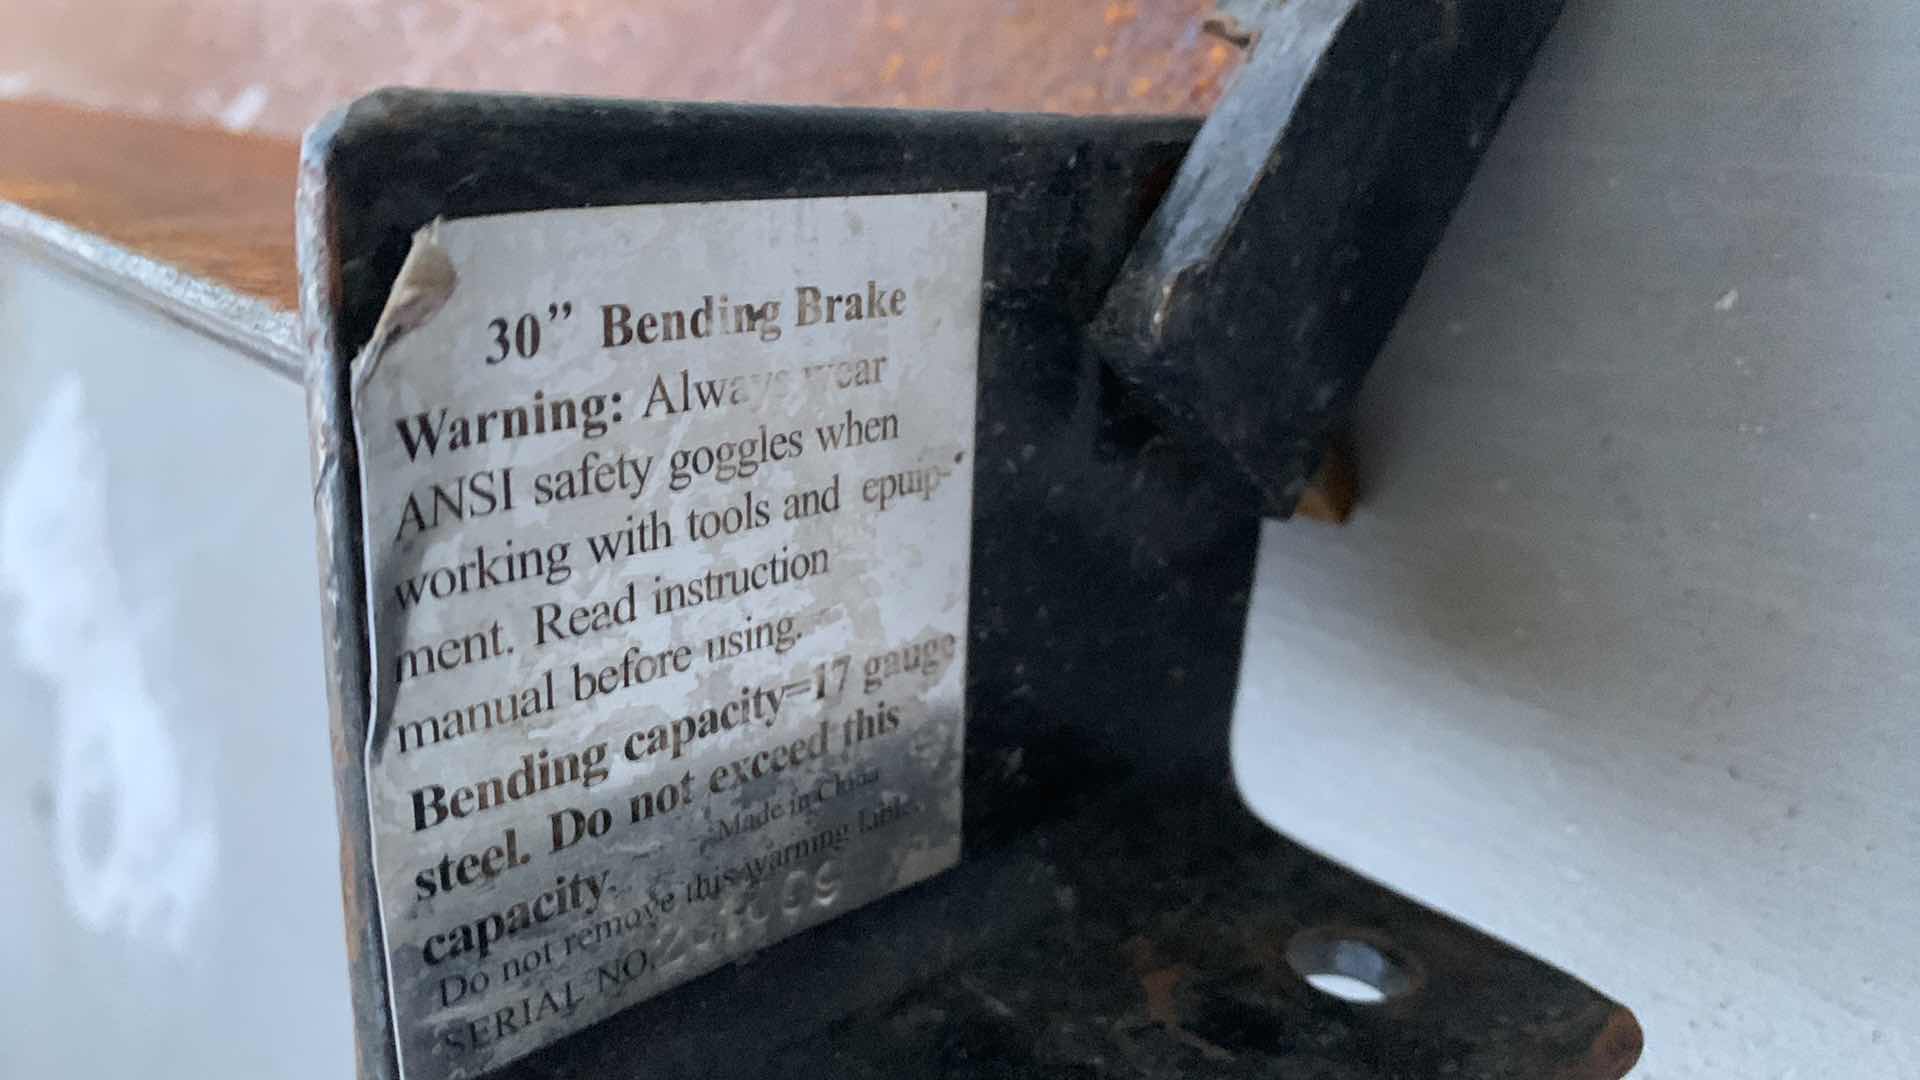 30” Bending Brake
Warning: Always wear
ANSI safety goggles when
working with tools and epuip-
ment. Read instruction
manual before using.
Bending capacity=17 gauge
steel. Do not exceed this
capacity.
Made in China
Do not remove this warning
SERIAL NO.